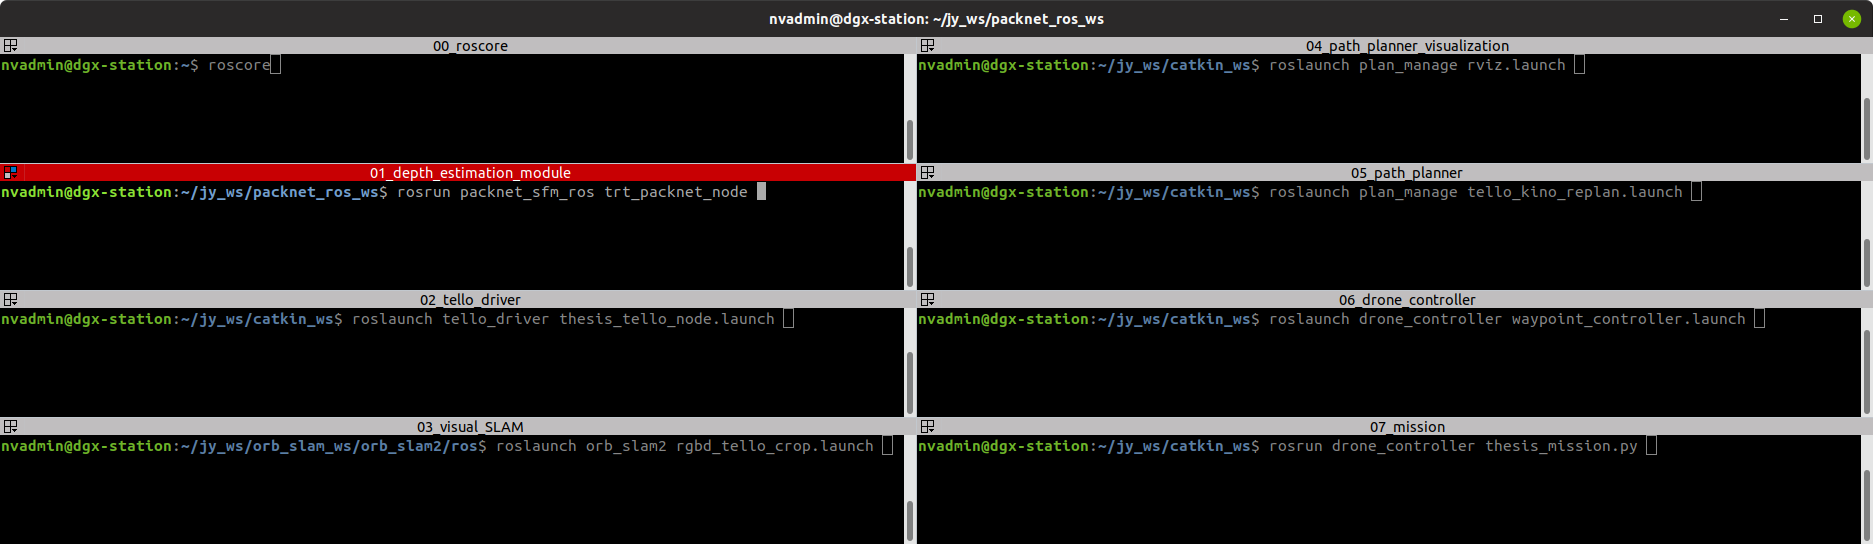 nvadmin@dgx-station: ~/jy_ws/packnet_ros_ws
00_roscore
nvadmin@dgx-station:~$ roscore
01_depth_estimation_module
nvadmin@dgx-station:~/jy_ws/packnet_ros_ws$ rosrun packnet_sfm_ros trt_packnet_node
02_tello_driver
nvadmin@dgx-station:~/jy_ws/catkin_ws$ roslaunch tello_driver thesis_tello_node.launch
03_visual_SLAM
nvadmin@dgx-station:~/jy_ws/orb_slam_ws/orb_slam2/ros$ roslaunch orb_slam2 rgbd_tello_crop.launch
04_path_planner_visualization
nvadmin@dgx-station:~/jy_ws/catkin_ws$ roslaunch plan_manage rviz.launch
05_path_planner
nvadmin@dgx-station:~/jy_ws/catkin_ws$ roslaunch plan_manage tello_kino_replan.launch
06_drone_controller
nvadmin@dgx-station:~/jy_ws/catkin_ws$ roslaunch drone_controller waypoint_controller.launch
07_mission
nvadmin@dgx-station:~/jy_ws/catkin_ws$ rosrun drone_controller thesis_mission.py